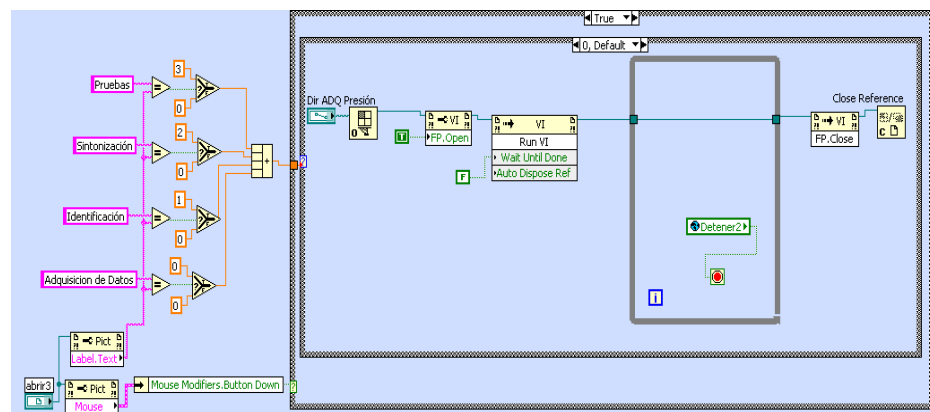 True
0, Default
Pruebas
=
3
0
Sintonización
=
2
0
Identificación
=
1
0
Adquisicion de Datos
=
0
0
+
Pict
Label.Text
abrir3
Pict
Mouse
Mouse Modifiers.Button Down
?
?
Dir ADQ Presión
O
VI
FP.Open
T
VI
Run VI
Wait Until Done
Auto Dispose Ref
F
Detener2
i
VI
FP.Close
Close Reference
C